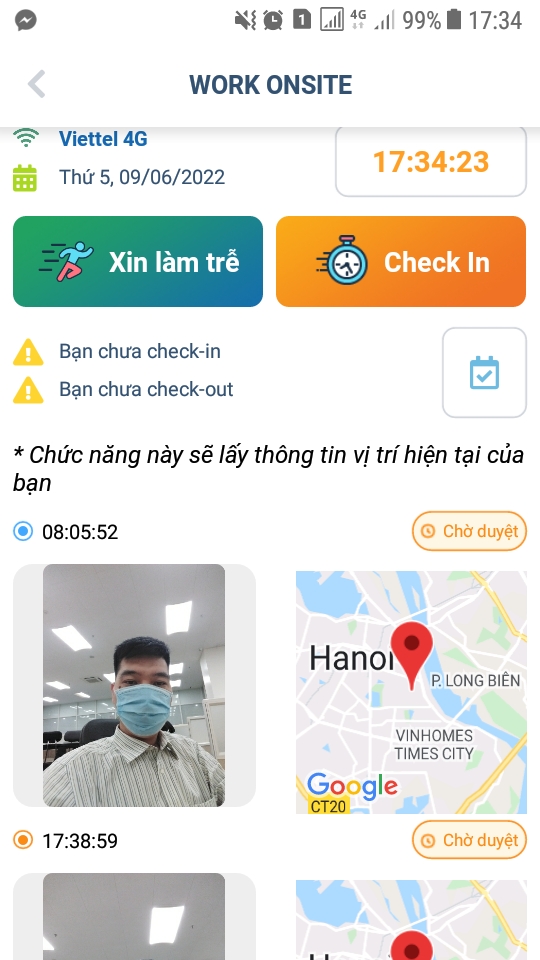 1 4G 99% 17:34
WORK ONSITE
Viettel 4G
Thứ 5, 09/06/2022
17:34:23
Xin làm trễ
Check In
Bạn chưa check-in
Bạn chưa check-out
* Chức năng này sẽ lấy thông tin vị trí hiện tại của
bạn
08:05:52
Chờ duyệt
Hanoi
P. LONG BIÊN
VINHOMES
TIMES CITY
Google
CT20
17:38:59
Chờ duyệt